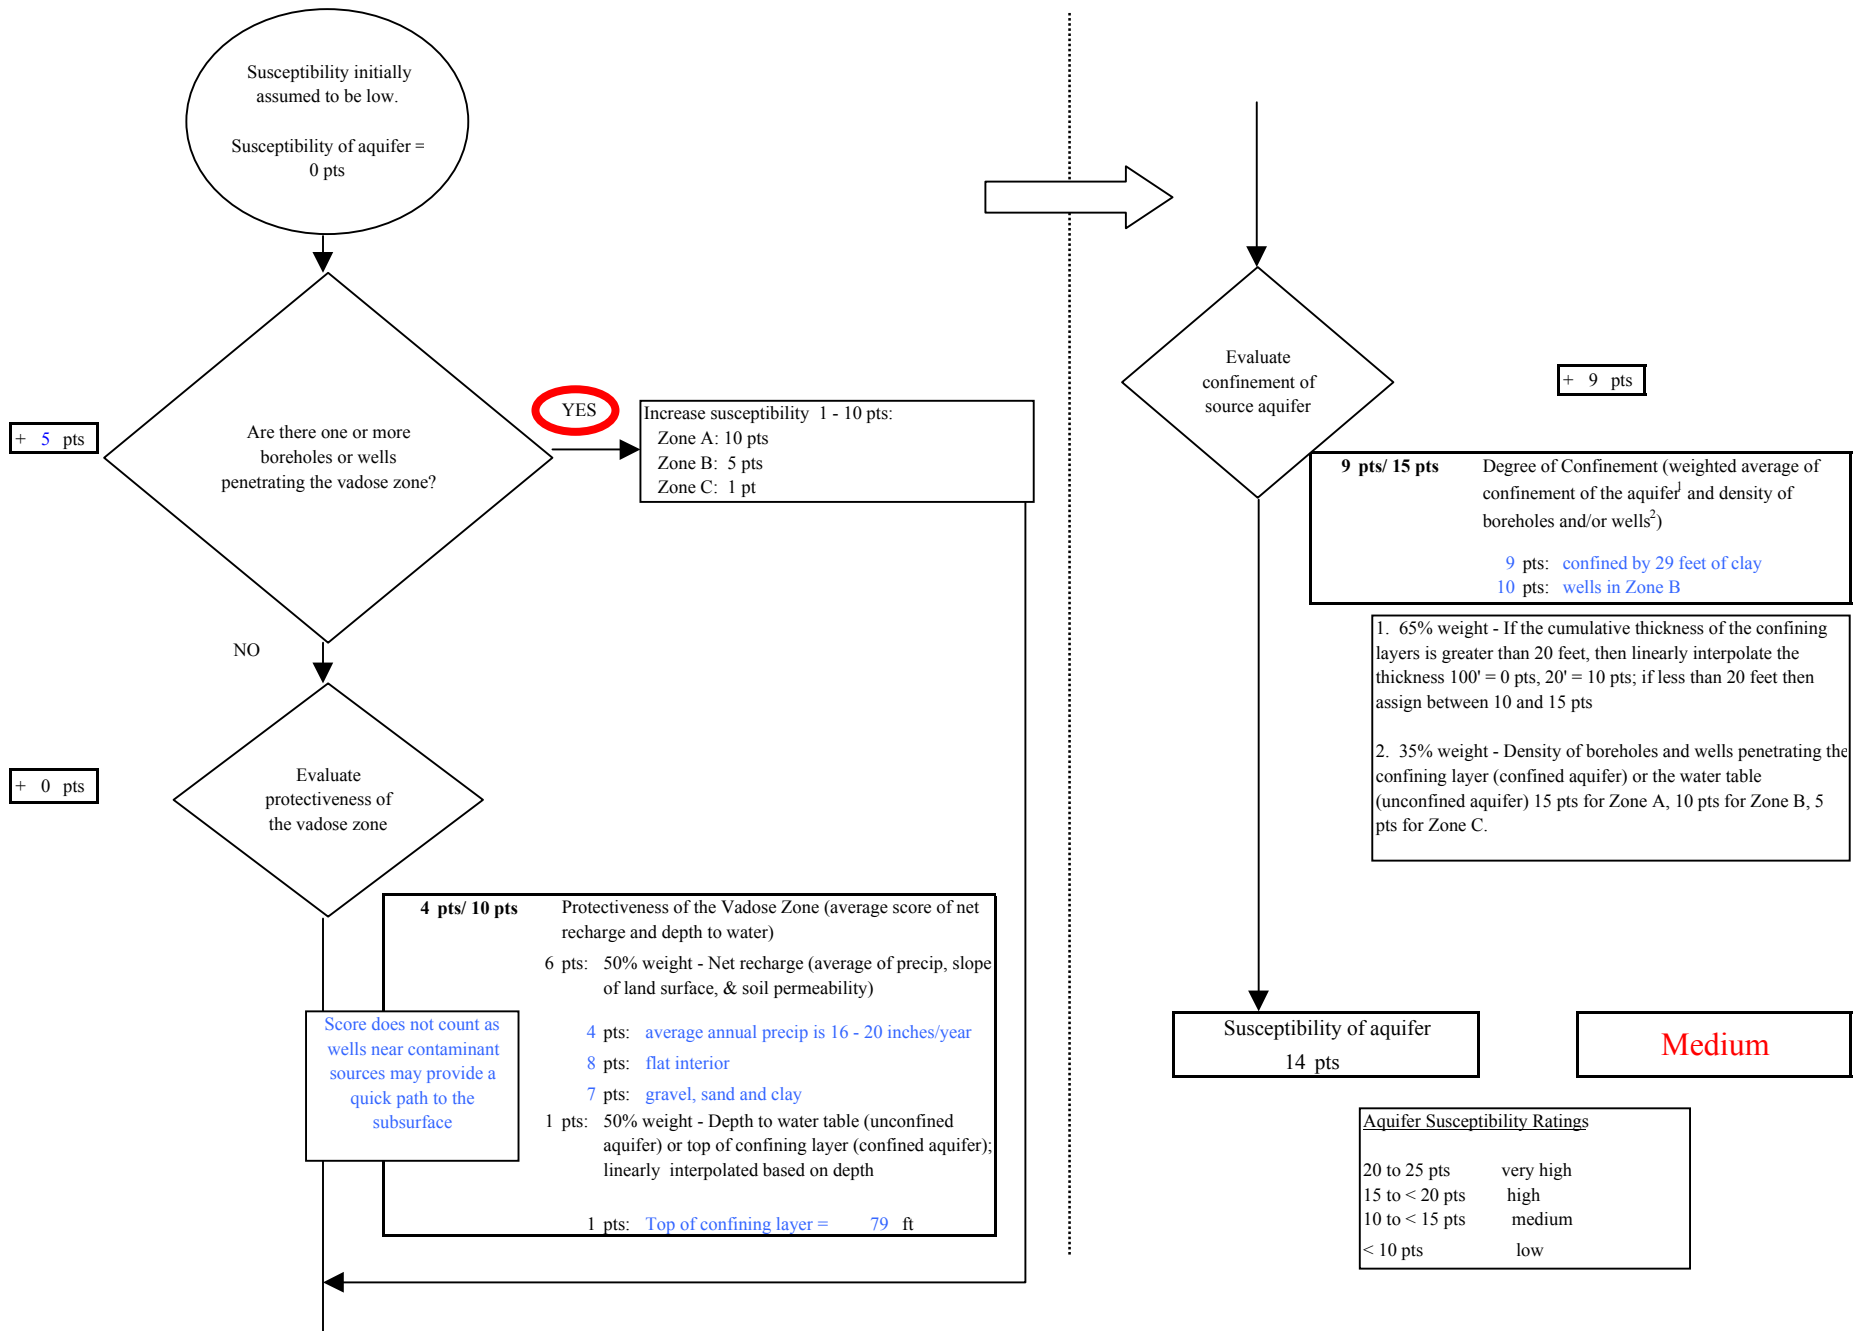 Susceptibility initially
assumed to be low.
Susceptibility of aquifer =
0 pts
+ 5 pts
Are there one or more
boreholes or wells
penetrating the vadose zone?
YES
Increase susceptibility 1 - 10 pts:
Zone A: 10 pts
Zone B: 5 pts
Zone C: 1 pt
NO
+ 0 pts
Evaluate
protectiveness of
the vadose zone
4 pts/ 10 pts Protectiveness of the Vadose Zone (average score of net
recharge and depth to water)
6 pts: 50% weight - Net recharge (average of precip, slope
of land surface, & soil permeability)
4 pts: average annual precip is 16 - 20 inches/year
8 pts: flat interior
7 pts: gravel, sand and clay
1 pts: 50% weight - Depth to water table (unconfined
aquifer) or top of confining layer (confined aquifer);
linearly interpolated based on depth
1 pts: Top of confining layer = 79 ft
Score does not count as
wells near contaminant
sources may provide a
quick path to the
subsurface
Evaluate
confinement of
source aquifer
+ 9 pts
9 pts/ 15 pts Degree of Confinement (weighted average of
confinement of the aquifer1 and density of
boreholes and/or wells2)
9 pts: confined by 29 feet of clay
10 pts: wells in Zone B
1. 65% weight - If the cumulative thickness of the confining
layers is greater than 20 feet, then linearly interpolate the
thickness 100' = 0 pts, 20' = 10 pts; if less than 20 feet then
assign between 10 and 15 pts
2. 35% weight - Density of boreholes and wells penetrating the
confining layer (confined aquifer) or the water table
(unconfined aquifer) 15 pts for Zone A, 10 pts for Zone B, 5
pts for Zone C.
Susceptibility of aquifer
14 pts
Medium
Aquifer Susceptibility Ratings
20 to 25 pts very high
15 to < 20 pts high
10 to < 15 pts medium
< 10 pts low